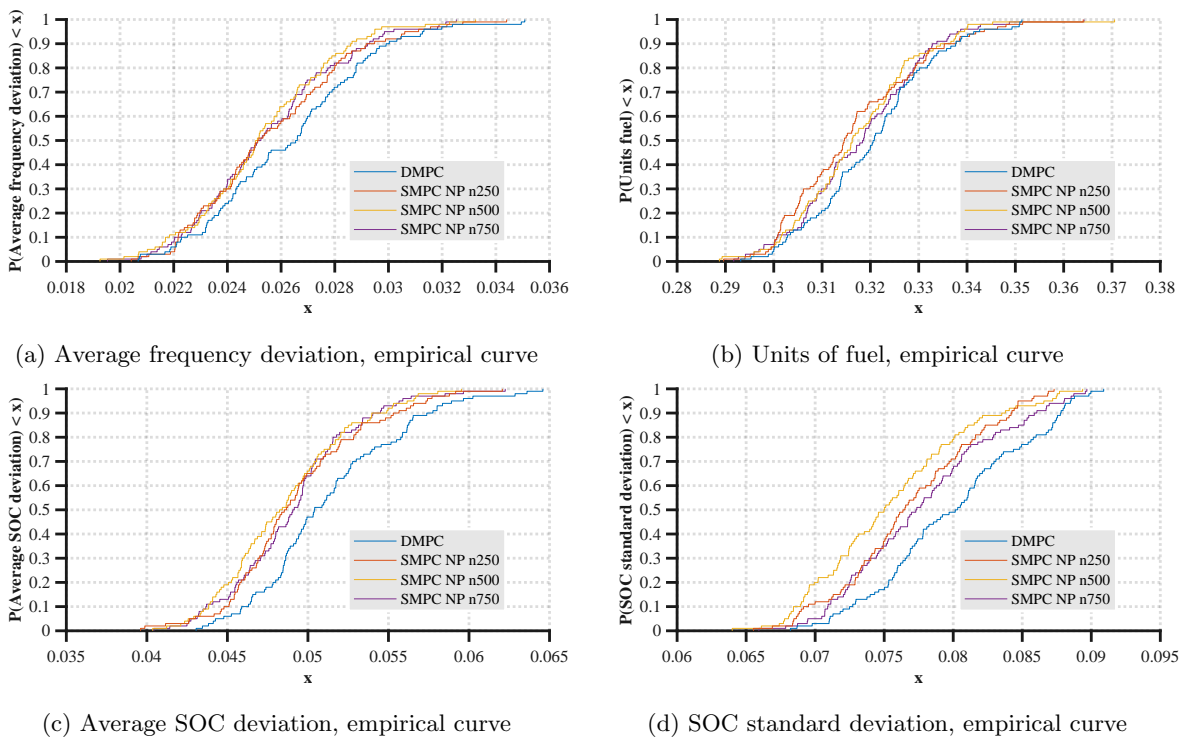 P(Average frequency deviation) < x)
1
0.9
0.8
0.7
0.6
0.5
0.4
0.3
0.2
0.1
0
DMPC
SMPC NP n250
SMPC NP n500
SMPC NP n750
0.018 0.02 0.022 0.024 0.026 0.028 0.03 0.032 0.034 0.036
x
(a) Average frequency deviation, empirical curve
P(Units fuel) < x)
1
0.9
0.8
0.7
0.6
0.5
0.4
0.3
0.2
0.1
0
DMPC
SMPC NP n250
SMPC NP n500
SMPC NP n750
0.28 0.29 0.3 0.31 0.32 0.33 0.34 0.35 0.36 0.37 0.38
x
(b) Units of fuel, empirical curve
P(Average SOC deviation) < x)
1
0.9
0.8
0.7
0.6
0.5
0.4
0.3
0.2
0.1
0
DMPC
SMPC NP n250
SMPC NP n500
SMPC NP n750
0.035 0.04 0.045 0.05 0.055 0.06 0.065
x
(c) Average SOC deviation, empirical curve
P(SOC standard deviation) < x)
1
0.9
0.8
0.7
0.6
0.5
0.4
0.3
0.2
0.1
0
DMPC
SMPC NP n250
SMPC NP n500
SMPC NP n750
0.06 0.065 0.07 0.075 0.08 0.085 0.09 0.095
x
(d) SOC standard deviation, empirical curve